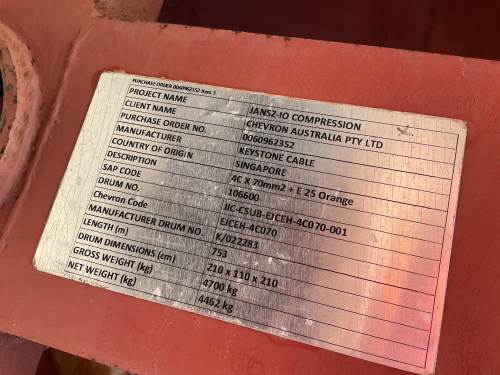 PURCHASE ORDER 0060962352 Item 1
PROJECT NAME JANSZ-IO COMPRESSION
CLIENT NAME CHEVRON AUSTRALIA PTY LTD
PURCHASE ORDER NO. 0060962352
MANUFACTURER KEYSTONE CABLE
COUNTRY OF ORIGIN SINGAPORE
DESCRIPTION 4C X 70mm2 + E 25 Orange
SAP CODE 106600
DRUM NO. JIC-CSUB-EJCEH-4C070-001
Chevron Code EJCEH-4C070
MANUFACTURER DRUM NO K/022283
LENGTH (m) 753
DRUM DIMENSIONS (cm) 210 x 110 x 210
GROSS WEIGHT (kg) 4700 kg
NET WEIGHT (kg) 4462 kg